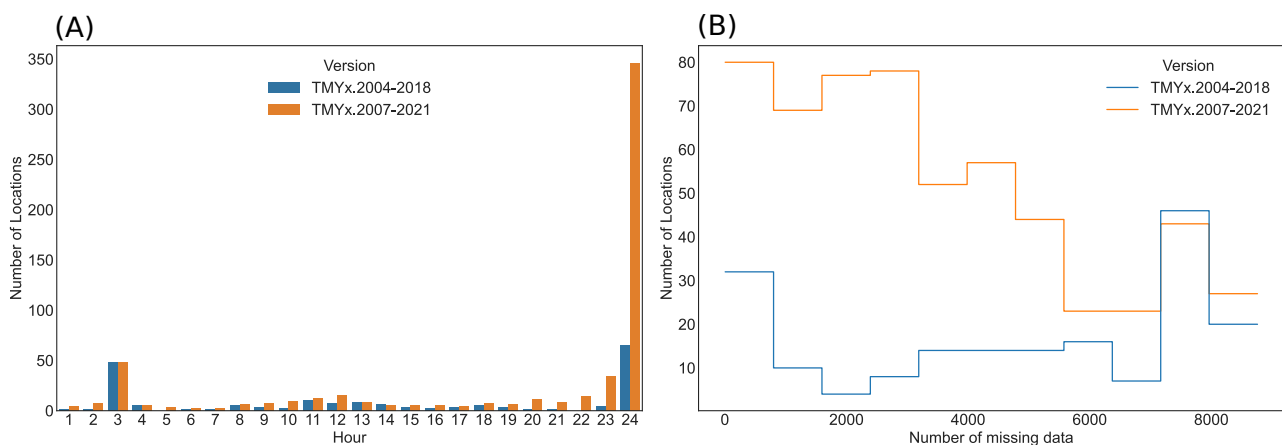 (A)
Version
TMYx.2004-2018
TMYx.2007-2021
Number of Locations
350
300
250
200
150
100
50
0
1 2 3 4 5 6 7 8 9 10 11 12 13 14 15 16 17 18 19 20 21 22 23 24
Hour
(B)
Version
TMYx.2004-2018
TMYx.2007-2021
Number of Locations
80
70
60
50
40
30
20
10
0 2000 4000 6000 8000
Number of missing data